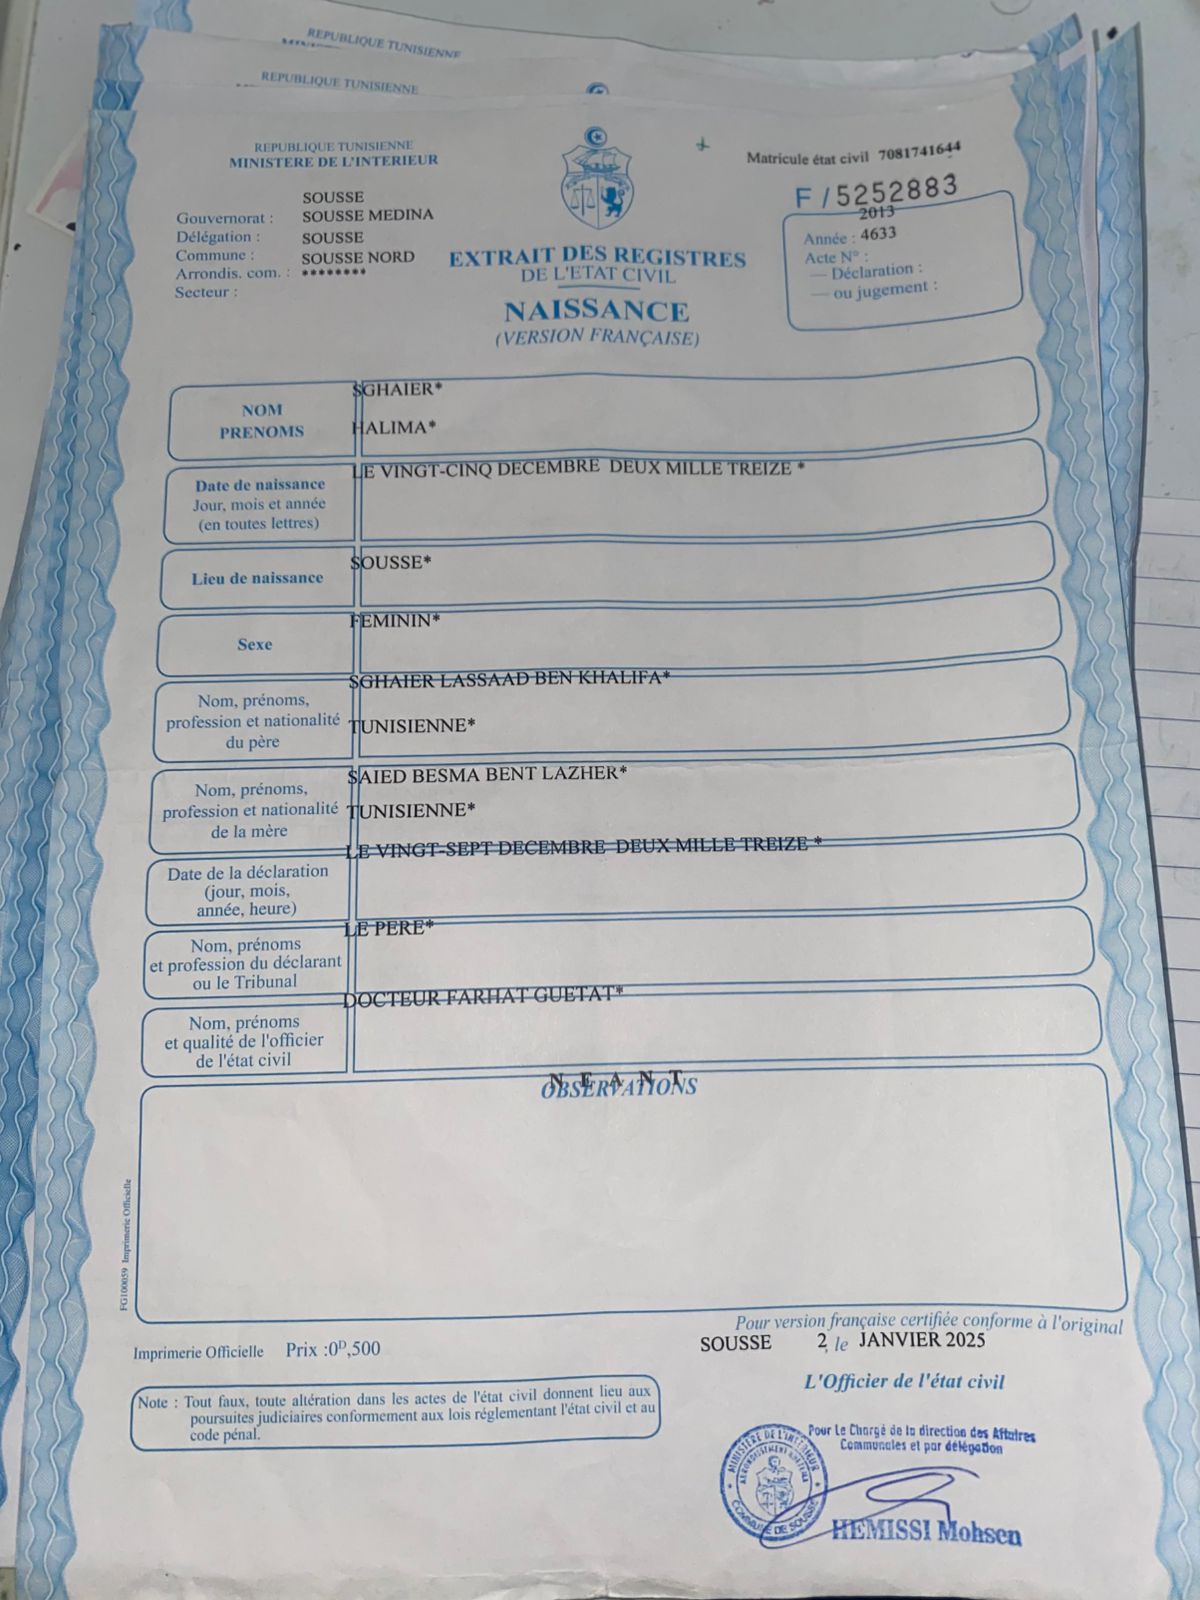 REPUBLIQUE TUNISIENNE
REPUBLIQUE TUNISIENNE
REPUBLIQUE TUNISIENNE
MINISTERE DE L'INTERIEUR
SOUSSE
Gouvernorat : SOUSSE MEDINA
Délégation : SOUSSE
Commune : SOUSSE NORD
Arrondis. com. : ********
Secteur :
EXTRAIT DES REGISTRES
DE L'ETAT CIVIL
NAISSANCE
(VERSION FRANÇAISE)
Matricule état civil 7081741644
F / 5252883
2013
Année : 4633
Acte N° :
— Déclaration :
— ou jugement :
NOM
PRENOMS
SGHAIER*
HALIMA*
Date de naissance
Jour, mois et année
(en toutes lettres)
LE VINGT-CINQ DECEMBRE DEUX MILLE TREIZE *
Lieu de naissance
SOUSSE*
Sexe
FEMININ*
Nom, prénoms,
profession et nationalité
du père
SGHAIER LASSAAD BEN KHALIFA*
TUNISIENNE*
Nom, prénoms,
profession et nationalité
de la mère
SAIED BESMA BENT LAZHER*
TUNISIENNE*
Date de la déclaration
(jour, mois,
année, heure)
LE VINGT-SEPT DECEMBRE DEUX MILLE TREIZE *
Nom, prénoms
et profession du déclarant
ou le Tribunal
LE PERE*
Nom, prénoms
et qualité de l'officier
de l'état civil
DOCTEUR FARHAT GUETAT*
N E A N T
OBSERVATIONS
FG100059 Imprimerie Officielle
Pour version française certifiée conforme à l'original
Imprimerie Officielle Prix :0D,500
SOUSSE 2, le JANVIER 2025
L'Officier de l'état civil
Note : Tout faux, toute altération dans les actes de l'état civil donnent lieu aux
poursuites judiciaires conformement aux lois réglementant l'état civil et au
code pénal.
Pour Le Chargé de la direction des Affaires
Communales et par délégation
MINISTERE DE L'INTERIEUR
COMMUNE DE SOUSSE
HEMISSI Mohsen